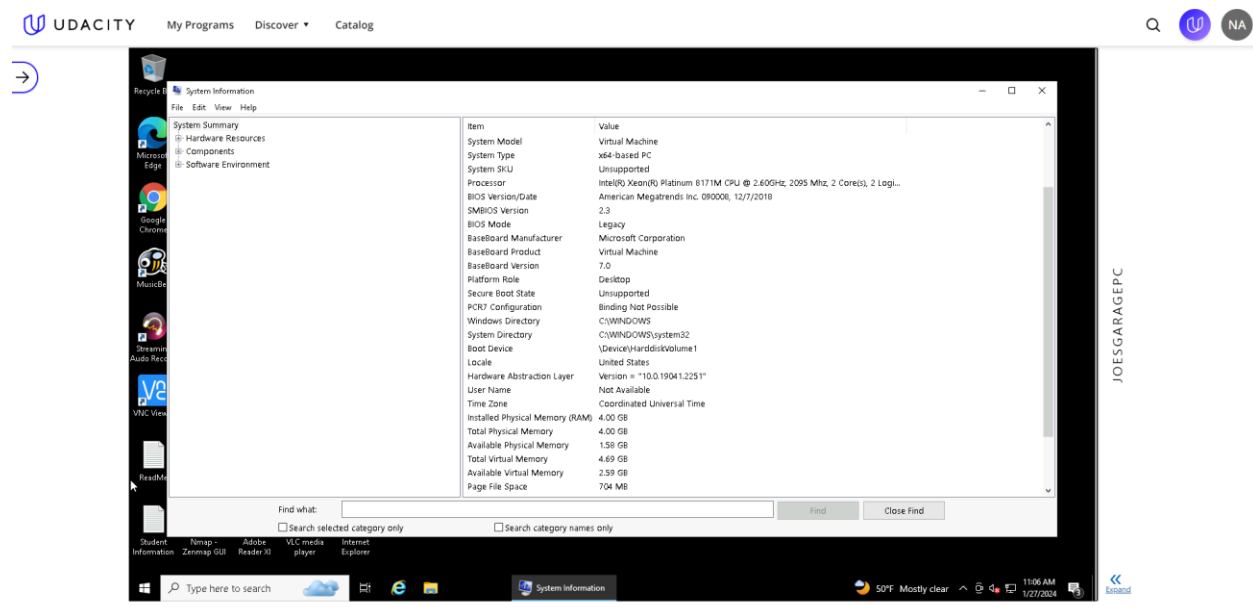 UDACITY My Programs Discover ▾ Catalog NA
Recycle B
System Information
File Edit View Help
System Summary
Hardware Resources
Components
Software Environment
Item Value
System Model Virtual Machine
System Type x64-based PC
System SKU Unsupported
Processor Intel(R) Xeon(R) Platinum 8171M CPU @ 2.60GHz, 2095 Mhz, 2 Core(s), 2 Logi...
BIOS Version/Date American Megatrends Inc. 090008, 12/7/2018
SMBIOS Version 2.3
BIOS Mode Legacy
BaseBoard Manufacturer Microsoft Corporation
BaseBoard Product Virtual Machine
BaseBoard Version 7.0
Platform Role Desktop
Secure Boot State Unsupported
PCR7 Configuration Binding Not Possible
Windows Directory C:\WINDOWS
System Directory C:\WINDOWS\system32
Boot Device \Device\HarddiskVolume1
Locale United States
Hardware Abstraction Layer Version = "10.0.19041.2251"
User Name Not Available
Time Zone Coordinated Universal Time
Installed Physical Memory (RAM) 4.00 GB
Total Physical Memory 4.00 GB
Available Physical Memory 1.58 GB
Total Virtual Memory 4.69 GB
Available Virtual Memory 2.59 GB
Page File Space 704 MB
Find what: Find Close Find
Search selected category only Search category names only
Microsof
Edge
Google
Chrome
MusicBe
Streamin
Audo Reco
V2
VNC View
ReadMe
Student Nmap - Adobe VLC media Internet
Information Zenmap GUI Reader XI player Explorer
Type here to search System Information 50°F Mostly clear 11:06 AM
1/27/2024
3
JOESGARAGEPC
Expand